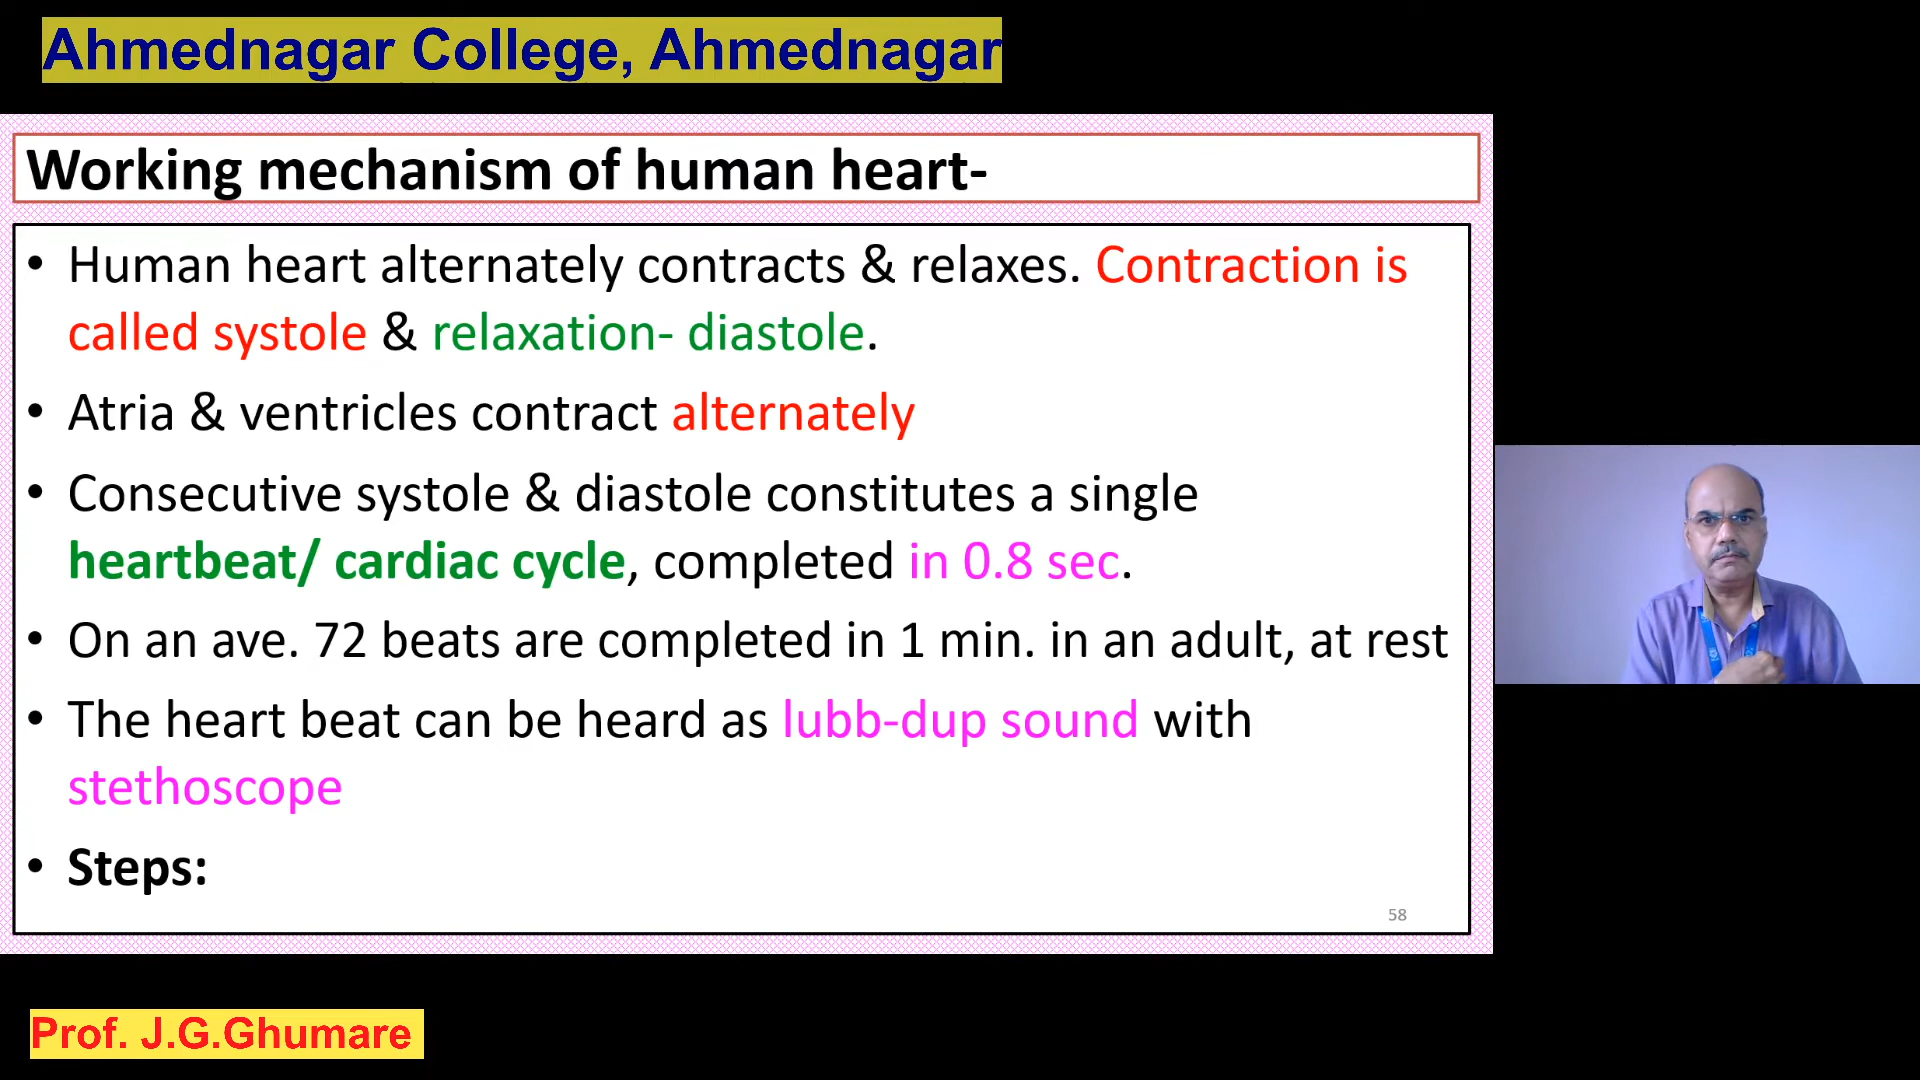 Ahmednagar College, Ahmednagar
Working mechanism of human heart-
• Human heart alternately contracts & relaxes. Contraction is
called systole & relaxation- diastole.
• Atria & ventricles contract alternately
• Consecutive systole & diastole constitutes a single
heartbeat/ cardiac cycle, completed in 0.8 sec.
• On an ave. 72 beats are completed in 1 min. in an adult, at rest
• The heart beat can be heard as lubb-dup sound with
stethoscope
• Steps:
58
Prof. J.G.Ghumare